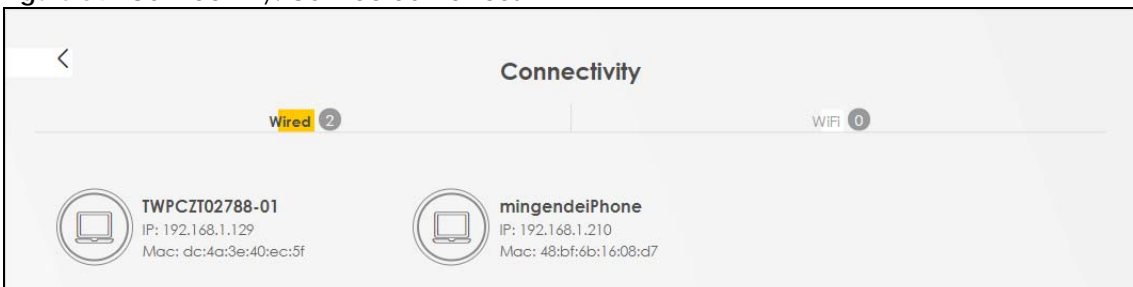 Connectivity
Wired 2
WiFi 0
TWPCZT02788-01
IP: 192.168.1.129
Mac: dc:4a:3e:40:ec:5f
mingendeiPhone
IP: 192.168.1.210
Mac: 48:bf:6b:16:08:d7